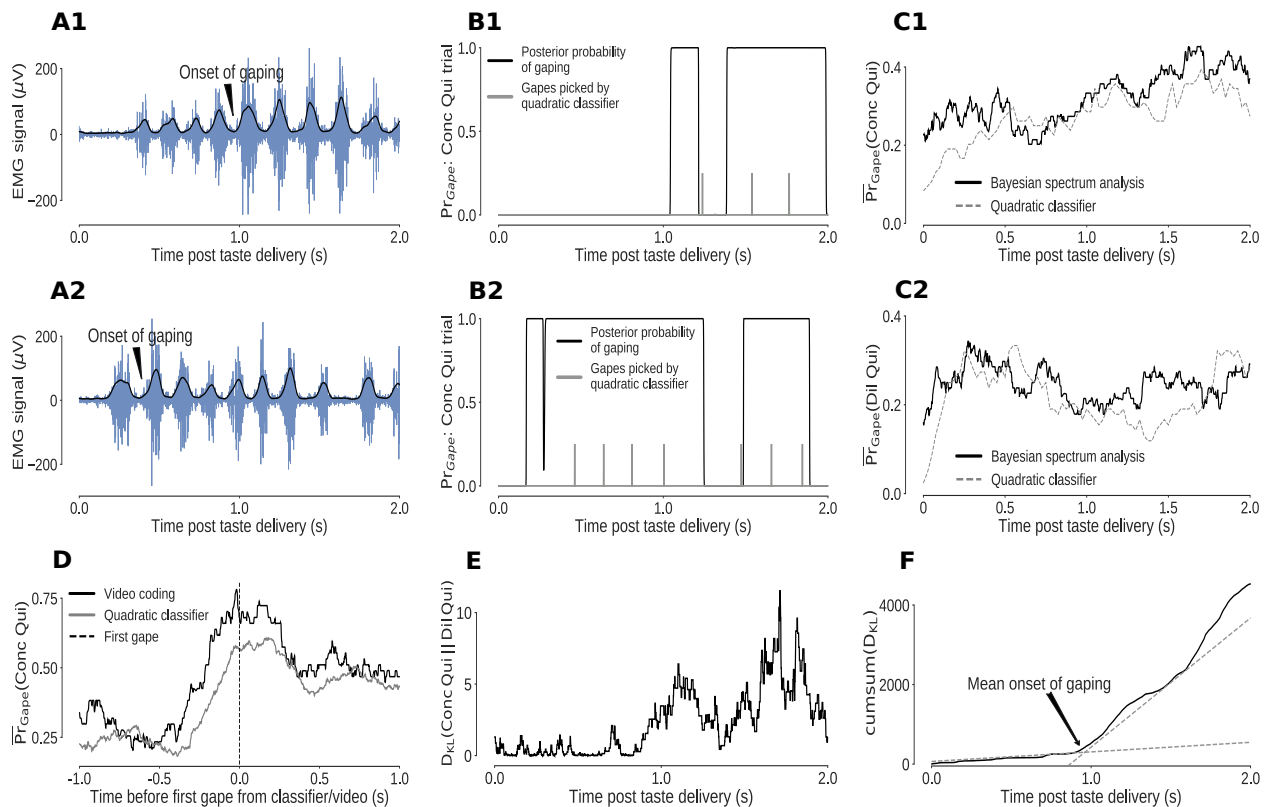 A1
EMG signal (µV)
200
0
−200
Onset of gaping
0.0
1.0
2.0
Time post taste delivery (s)
B1
Pr_Gape: Conc Qui trial
1.0
0.5
0.0
Posterior probability
of gaping
Gapes picked by
quadratic classifier
0.0
1.0
2.0
Time post taste delivery (s)
C1
Pr_Gape(Conc Qui)
0.4
0.2
0.0
Bayesian spectrum analysis
Quadratic classifier
0
0.5
1.0
1.5
2.0
Time post taste delivery (s)
A2
EMG signal (µV)
200
0
−200
Onset of gaping
0.0
1.0
2.0
Time post taste delivery (s)
B2
Pr_Gape: Conc Qui trial
1.0
0.5
0.0
Posterior probability
of gaping
Gapes picked by
quadratic classifier
0.0
1.0
2.0
Time post taste delivery (s)
C2
Pr_Gape(Dil Qui)
0.4
0.2
0.0
Bayesian spectrum analysis
Quadratic classifier
0
0.5
1.0
1.5
2.0
Time post taste delivery (s)
D
Pr_Gape(Conc Qui)
0.75
0.50
0.25
Video coding
Quadratic classifier
First gape
-1.0
-0.5
0.0
0.5
1.0
Time before first gape from classifier/video (s)
E
D_KL(Conc Qui || Dil Qui)
10
5
0
0.0
1.0
2.0
Time post taste delivery (s)
F
cumsum(D_KL)
4000
2000
0
Mean onset of gaping
0.0
1.0
2.0
Time post taste delivery (s)